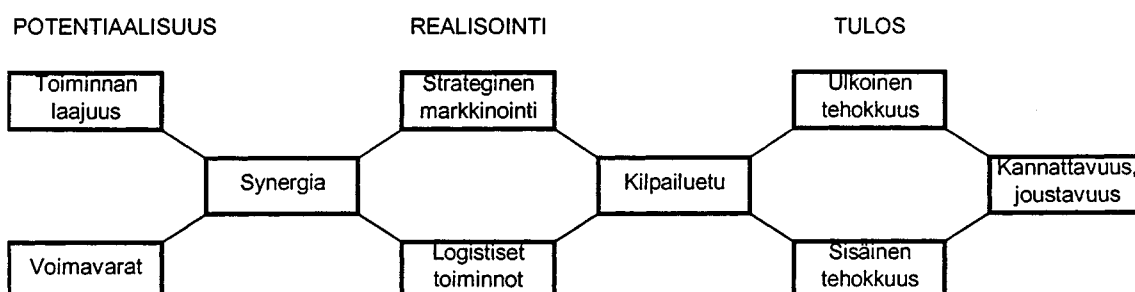 POTENTIAALISUUS
REALISOINTI
TULOS
Toiminnan
laajuus
Strateginen
markkinointi
Ulkoinen
tehokkuus
Synergia
Kilpailuetu
Kannattavuus,
joustavuus
Voimavarat
Logistiset
toiminnot
Sisäinen
tehokkuus